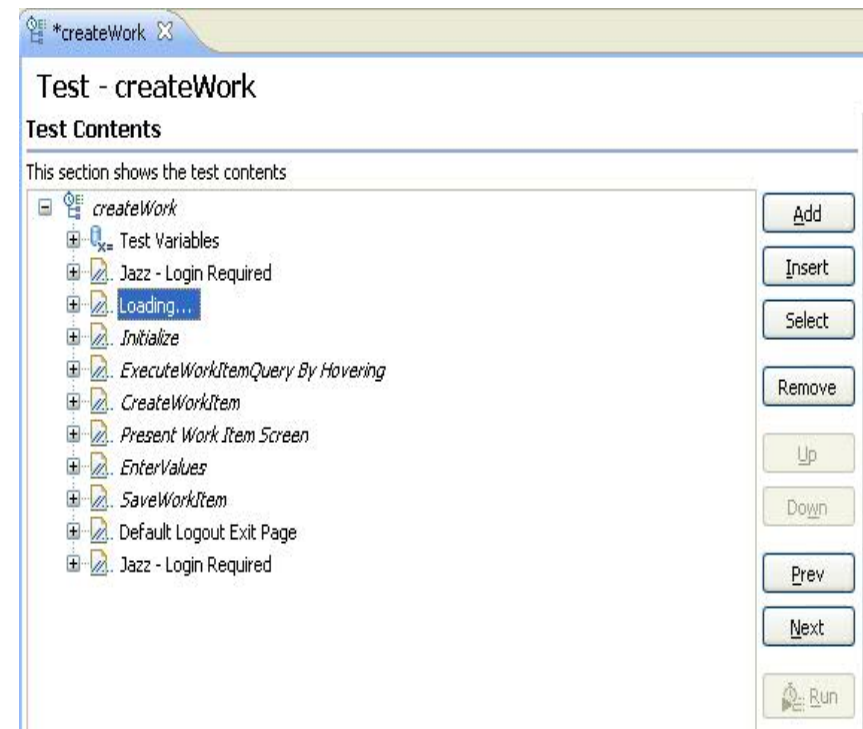 *createWork
Test - createWork
Test Contents
This section shows the test contents
createWork
Test Variables
Jazz - Login Required
Loading...
Initialize
ExecuteWorkItemQuery By Hovering
CreateWorkItem
Present Work Item Screen
EnterValues
SaveWorkItem
Default Logout Exit Page
Jazz - Login Required
Add
Insert
Select
Remove
Up
Down
Prev
Next
Run